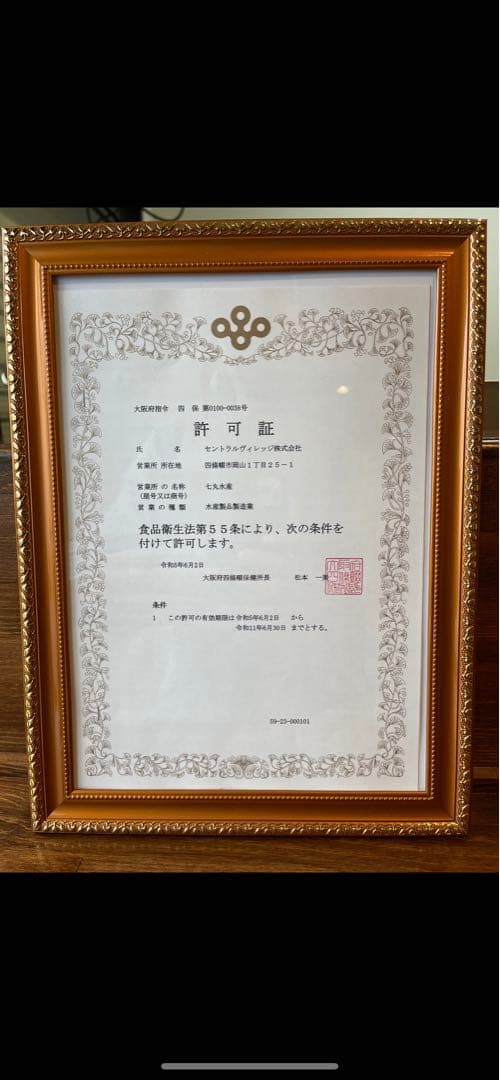 大阪府指令 四 保 第0100-0038号
許 可 証
氏 名 セントラルヴィレッジ株式会社
営業所 所在地 四條畷市岡山１丁目２５－１
営業所 の 名称 七丸水産
(屋号又は商号)
営 業 の 種 類 水産製品製造業
食品衛生法第５５条により、次の条件を
付けて許可します。
令和5年6月2日
大阪府四條畷保健所長 松本 一美
条件
1 この許可の有効期限は 令和5年6月2日 から
令和11年6月30日 までとする。
59-23-000101